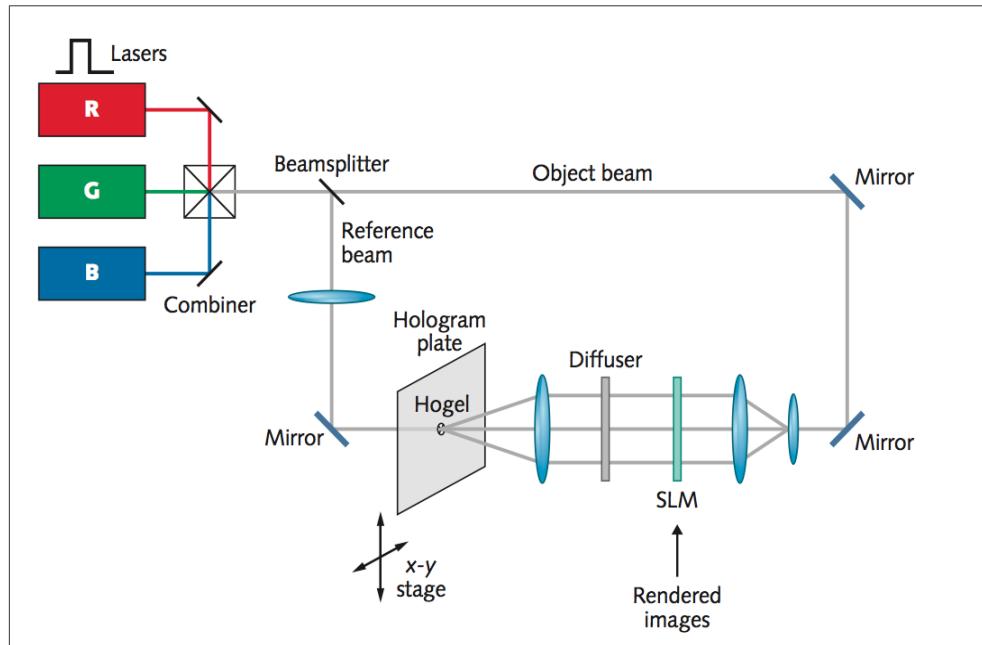 Lasers
R
G
B
Combiner
Beamsplitter
Object beam
Mirror
Reference
beam
Hologram
plate
Hogel
Mirror
Diffuser
SLM
Mirror
x-y
stage
Rendered
images